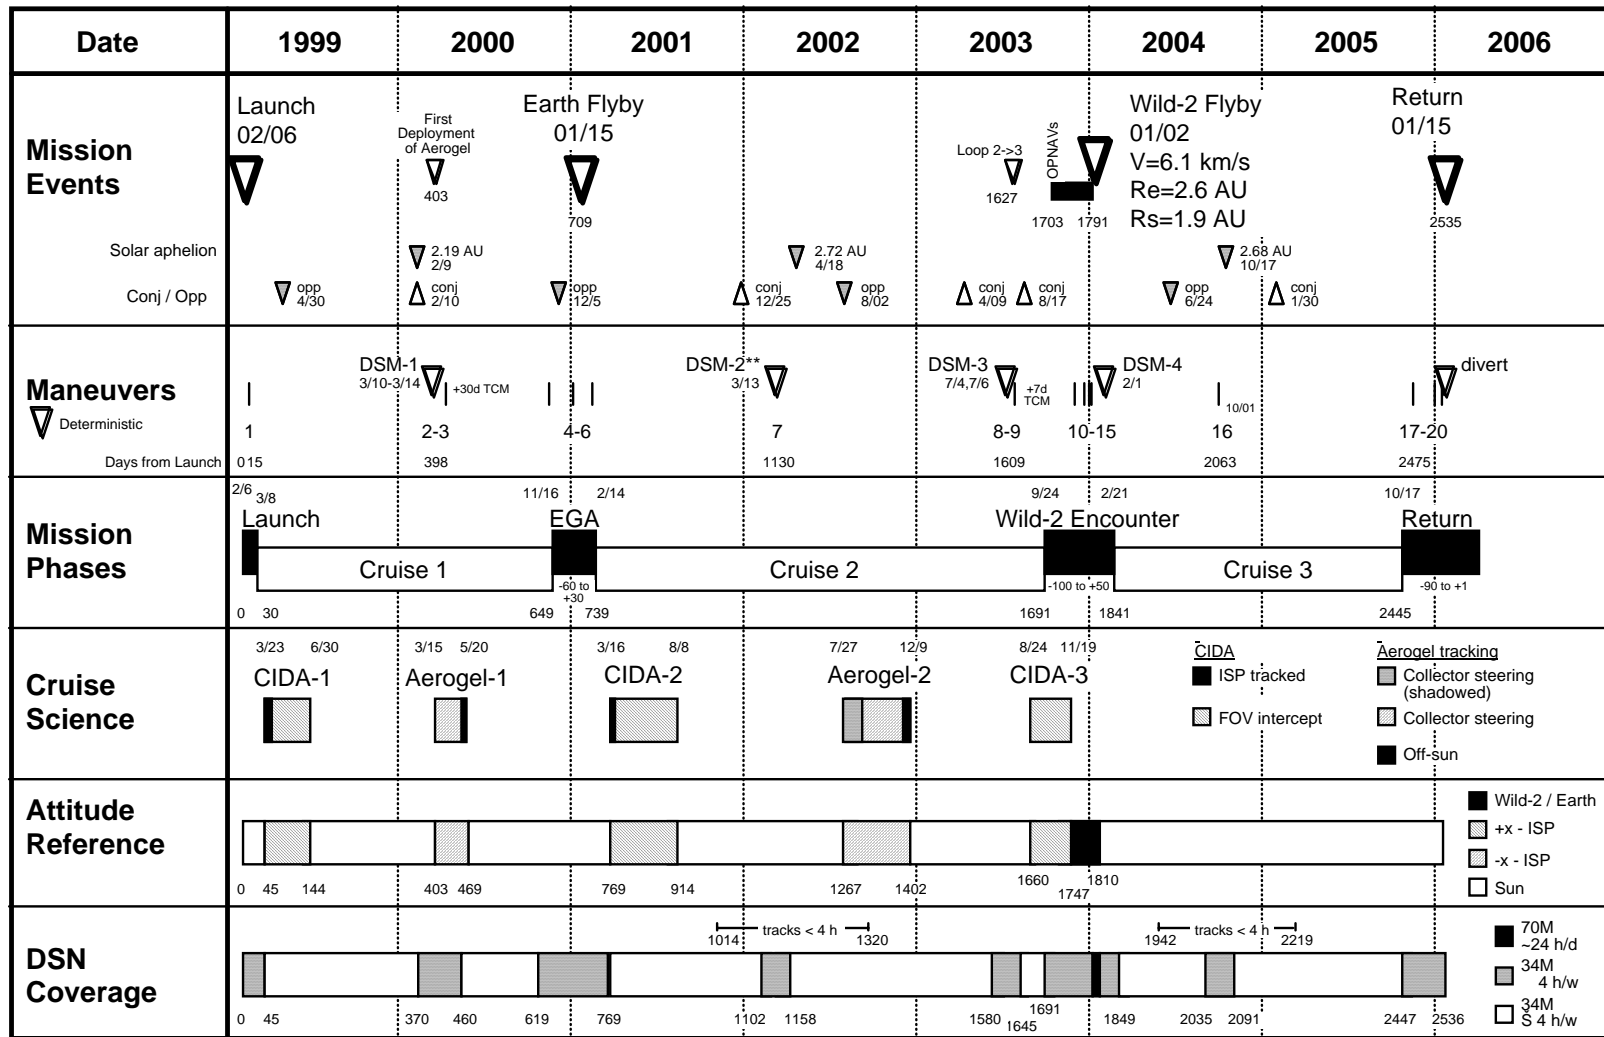 Date 1999 2000 2001 2002 2003 2004 2005 2006
Mission
Events
Launch
02/06
First
Deployment
of Aerogel
403
Earth Flyby
01/15
709
Loop 2->3
1627
OPNAVs
1703 1791
Wild-2 Flyby
01/02
V=6.1 km/s
Re=2.6 AU
Rs=1.9 AU
Return
01/15
2535
Solar aphelion
2.19 AU
2/9
2.72 AU
4/18
2.68 AU
10/17
Conj / Opp
opp
4/30
conj
2/10
opp
12/5
conj
12/25
opp
8/02
conj
4/09
conj
8/17
opp
6/24
conj
1/30
Maneuvers
Deterministic
DSM-1
3/10-3/14
+30d TCM
DSM-2**
3/13
DSM-3
7/4,7/6
+7d
TCM
DSM-4
2/1
10/01
divert
1 2-3 4-6 7 8-9 10-15 16 17-20
Days from Launch 0 15 398 1130 1609 2063 2475
Mission
Phases
2/6 3/8 11/16 2/14 9/24 2/21 10/17
Launch EGA Wild-2 Encounter Return
Cruise 1 Cruise 2 Cruise 3
-60 to
+30
-100 to +50
-90 to +1
0 30 649 739 1691 1841 2445
Cruise
Science
3/23 6/30 3/15 5/20 3/16 8/8 7/27 12/9 8/24 11/19
CIDA-1 Aerogel-1 CIDA-2 Aerogel-2 CIDA-3
CIDA
ISP tracked
FOV intercept
Aerogel tracking
Collector steering
(shadowed)
Collector steering
Off-sun
Attitude
Reference
0 45 144 403 469 769 914 1267 1402 1660 1747 1810
Wild-2 / Earth
+x - ISP
-x - ISP
Sun
DSN
Coverage
1014 tracks < 4 h 1320
1942 tracks < 4 h 2219
0 45 370 460 619 769 1102 1158 1580 1645 1691 1849 2035 2091 2447 2536
70M
~24 h/d
34M
4 h/w
34M
Š 4 h/w